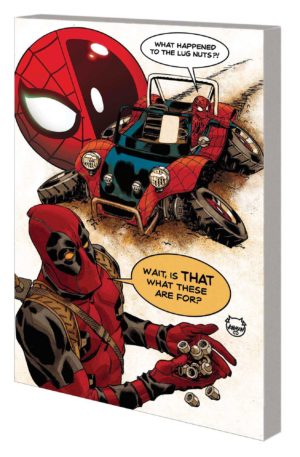 WHAT HAPPENED
TO THE LUG NUTS?!
WAIT, IS THAT
WHAT THESE
ARE FOR?